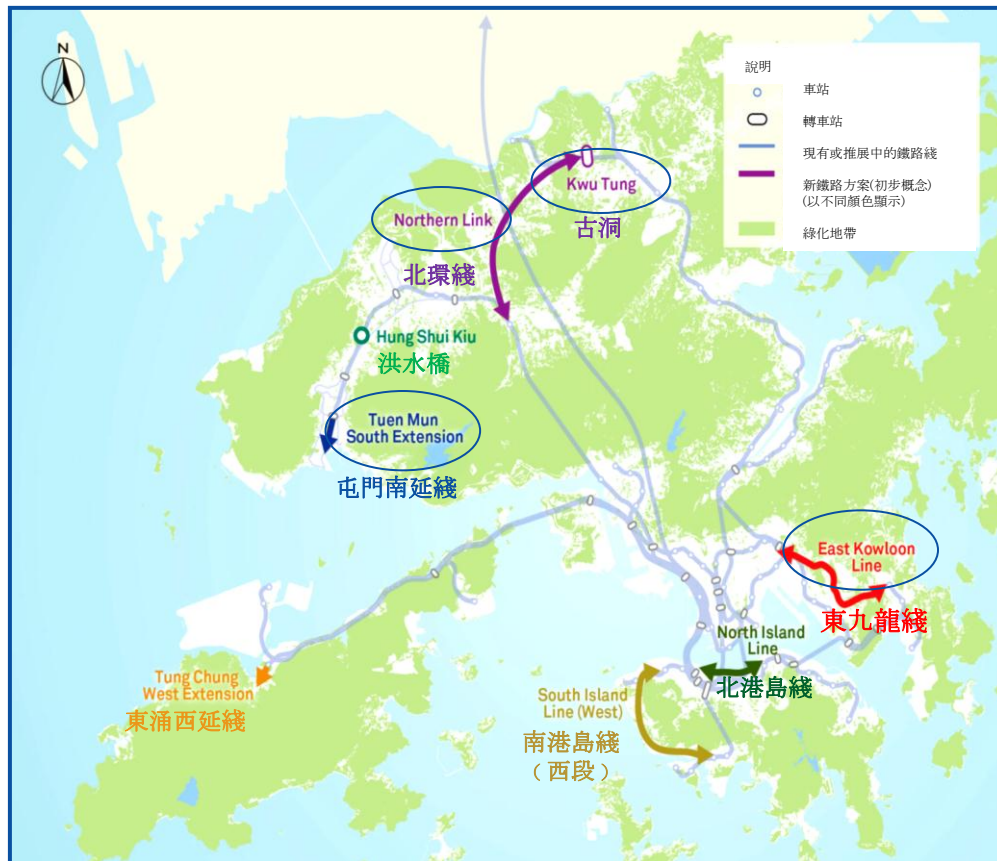 N
說明
車站
轉車站
現有或推展中的鐵路綫
新鐵路方案(初步概念)
(以不同顏色顯示)
綠化地帶
Kwu Tung
古洞
Northern Link
北環綫
Hung Shui Kiu
洪水橋
Tuen Mun
South Extension
屯門南延綫
East Kowloon
Line
東九龍綫
North Island
Line
北港島綫
Tung Chung
West Extension
東涌西延綫
South Island
Line (West)
南港島綫
（西段）